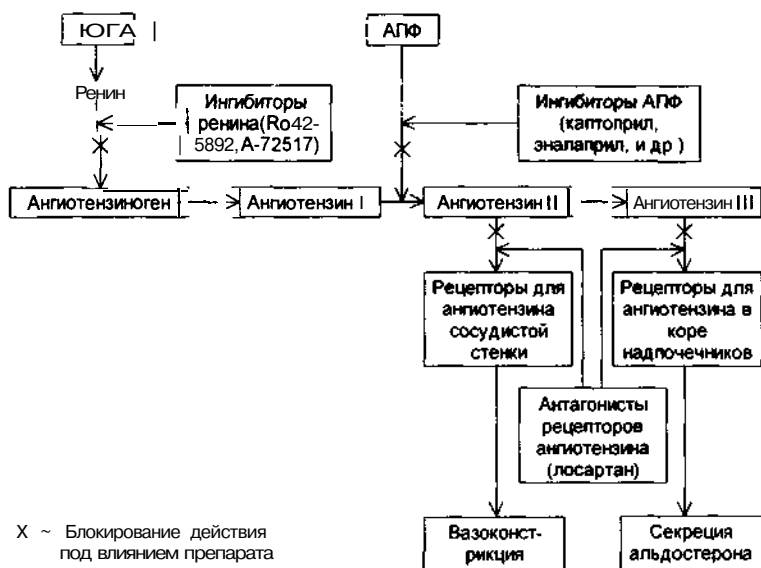 ЮГА
АПФ
Ренин
Ингибиторы
ренина(Ro42-
5892,A-72517)
Ингибиторы АПФ
(каптоприл,
эналаприл, и др )
Ангиотензиноген
Ангиотензин I
Ангиотензин II
Ангиотензин III
Рецепторы для
ангиотензина
сосудистой
стенки
Рецепторы для
ангиотензина в
коре
надпочечников
Антагонисты
рецепторов
ангиотензина
(лосартан)
X ~ Блокирование действия
под влиянием препарата
Вазоконст-
рикция
Секреция
альдостерона